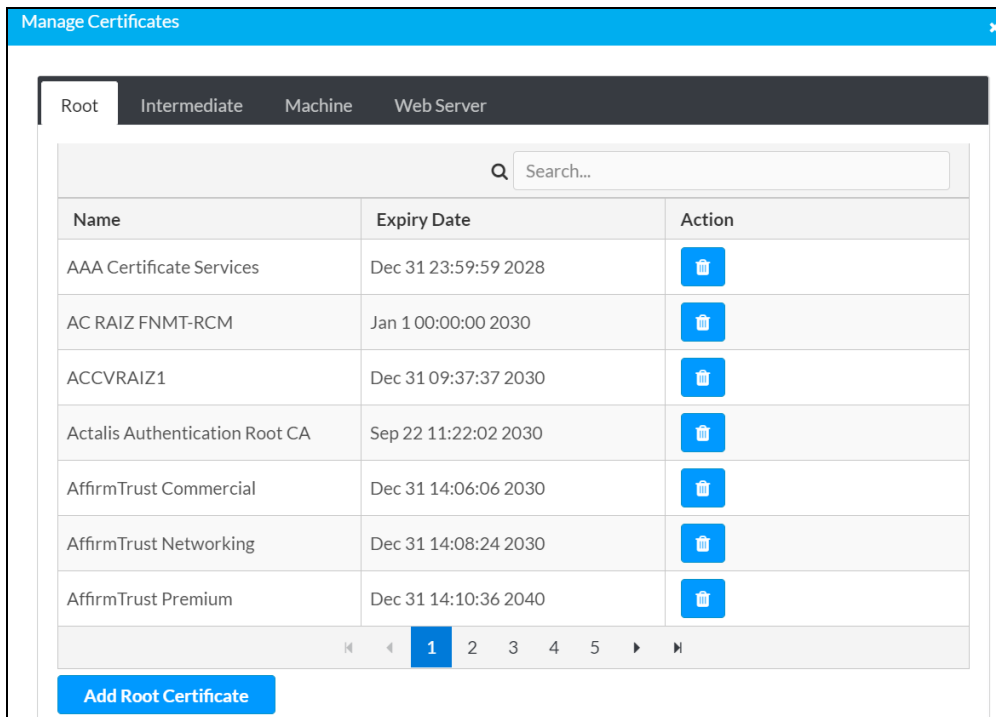 Manage Certificates
Root Intermediate Machine Web Server
Search...
Name Expiry Date Action
AAA Certificate Services Dec 31 23:59:59 2028
AC RAIZ FNMT-RCM Jan 1 00:00:00 2030
ACCVRAIZ1 Dec 31 09:37:37 2030
Actalis Authentication Root CA Sep 22 11:22:02 2030
AffirmTrust Commercial Dec 31 14:06:06 2030
AffirmTrust Networking Dec 31 14:08:24 2030
AffirmTrust Premium Dec 31 14:10:36 2040
1 2 3 4 5
Add Root Certificate